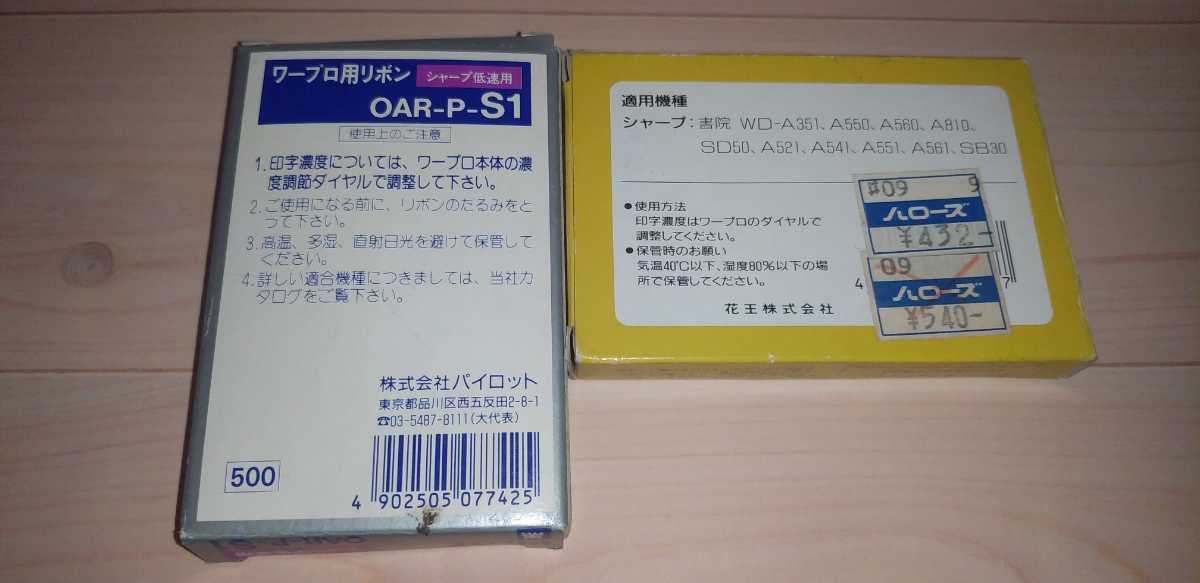 ワープロ用リボン シャープ低速用
OAR-P-S1
使用上のご注意
1.印字濃度については、ワープロ本体の濃
度調節ダイヤルで調整して下さい。
2.ご使用になる前に、リボンのたるみをと
って下さい。
3.高温、多湿、直射日光を避けて保管して
ください。
4.詳しい適合機種につきましては、当社カ
タログをご覧下さい。
株式会社パイロット
東京都品川区西五反田2-8-1
☎03-5487-8111(大代表)
500
4 902505 077425
適用機種
シャープ:書院 WD-A351、A550、A560、A810、
SD50、A521、A541、A551、A561、SB30
●使用方法
印字濃度はワープロのダイヤルで
調整してください。
●保管時のお願い
気温40℃以下、湿度80%以下の場
所で保管してください。
花王株式会社
#09 9
ハローズ
¥432-
09
ハローズ
¥540-
4 7